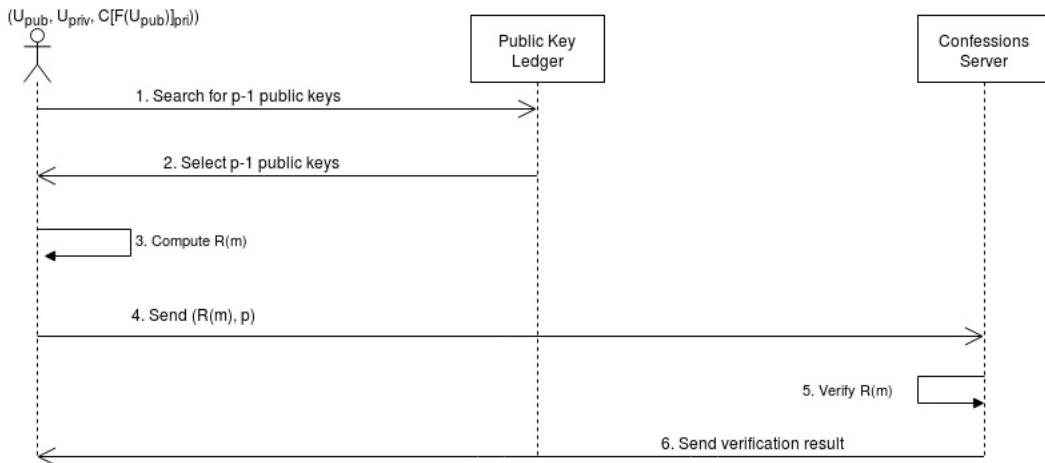 (Upub, Upriv, C[F(Upub)]pri))
Public Key
Ledger
Confessions
Server
1. Search for p-1 public keys
2. Select p-1 public keys
3. Compute R(m)
4. Send (R(m), p)
5. Verify R(m)
6. Send verification result